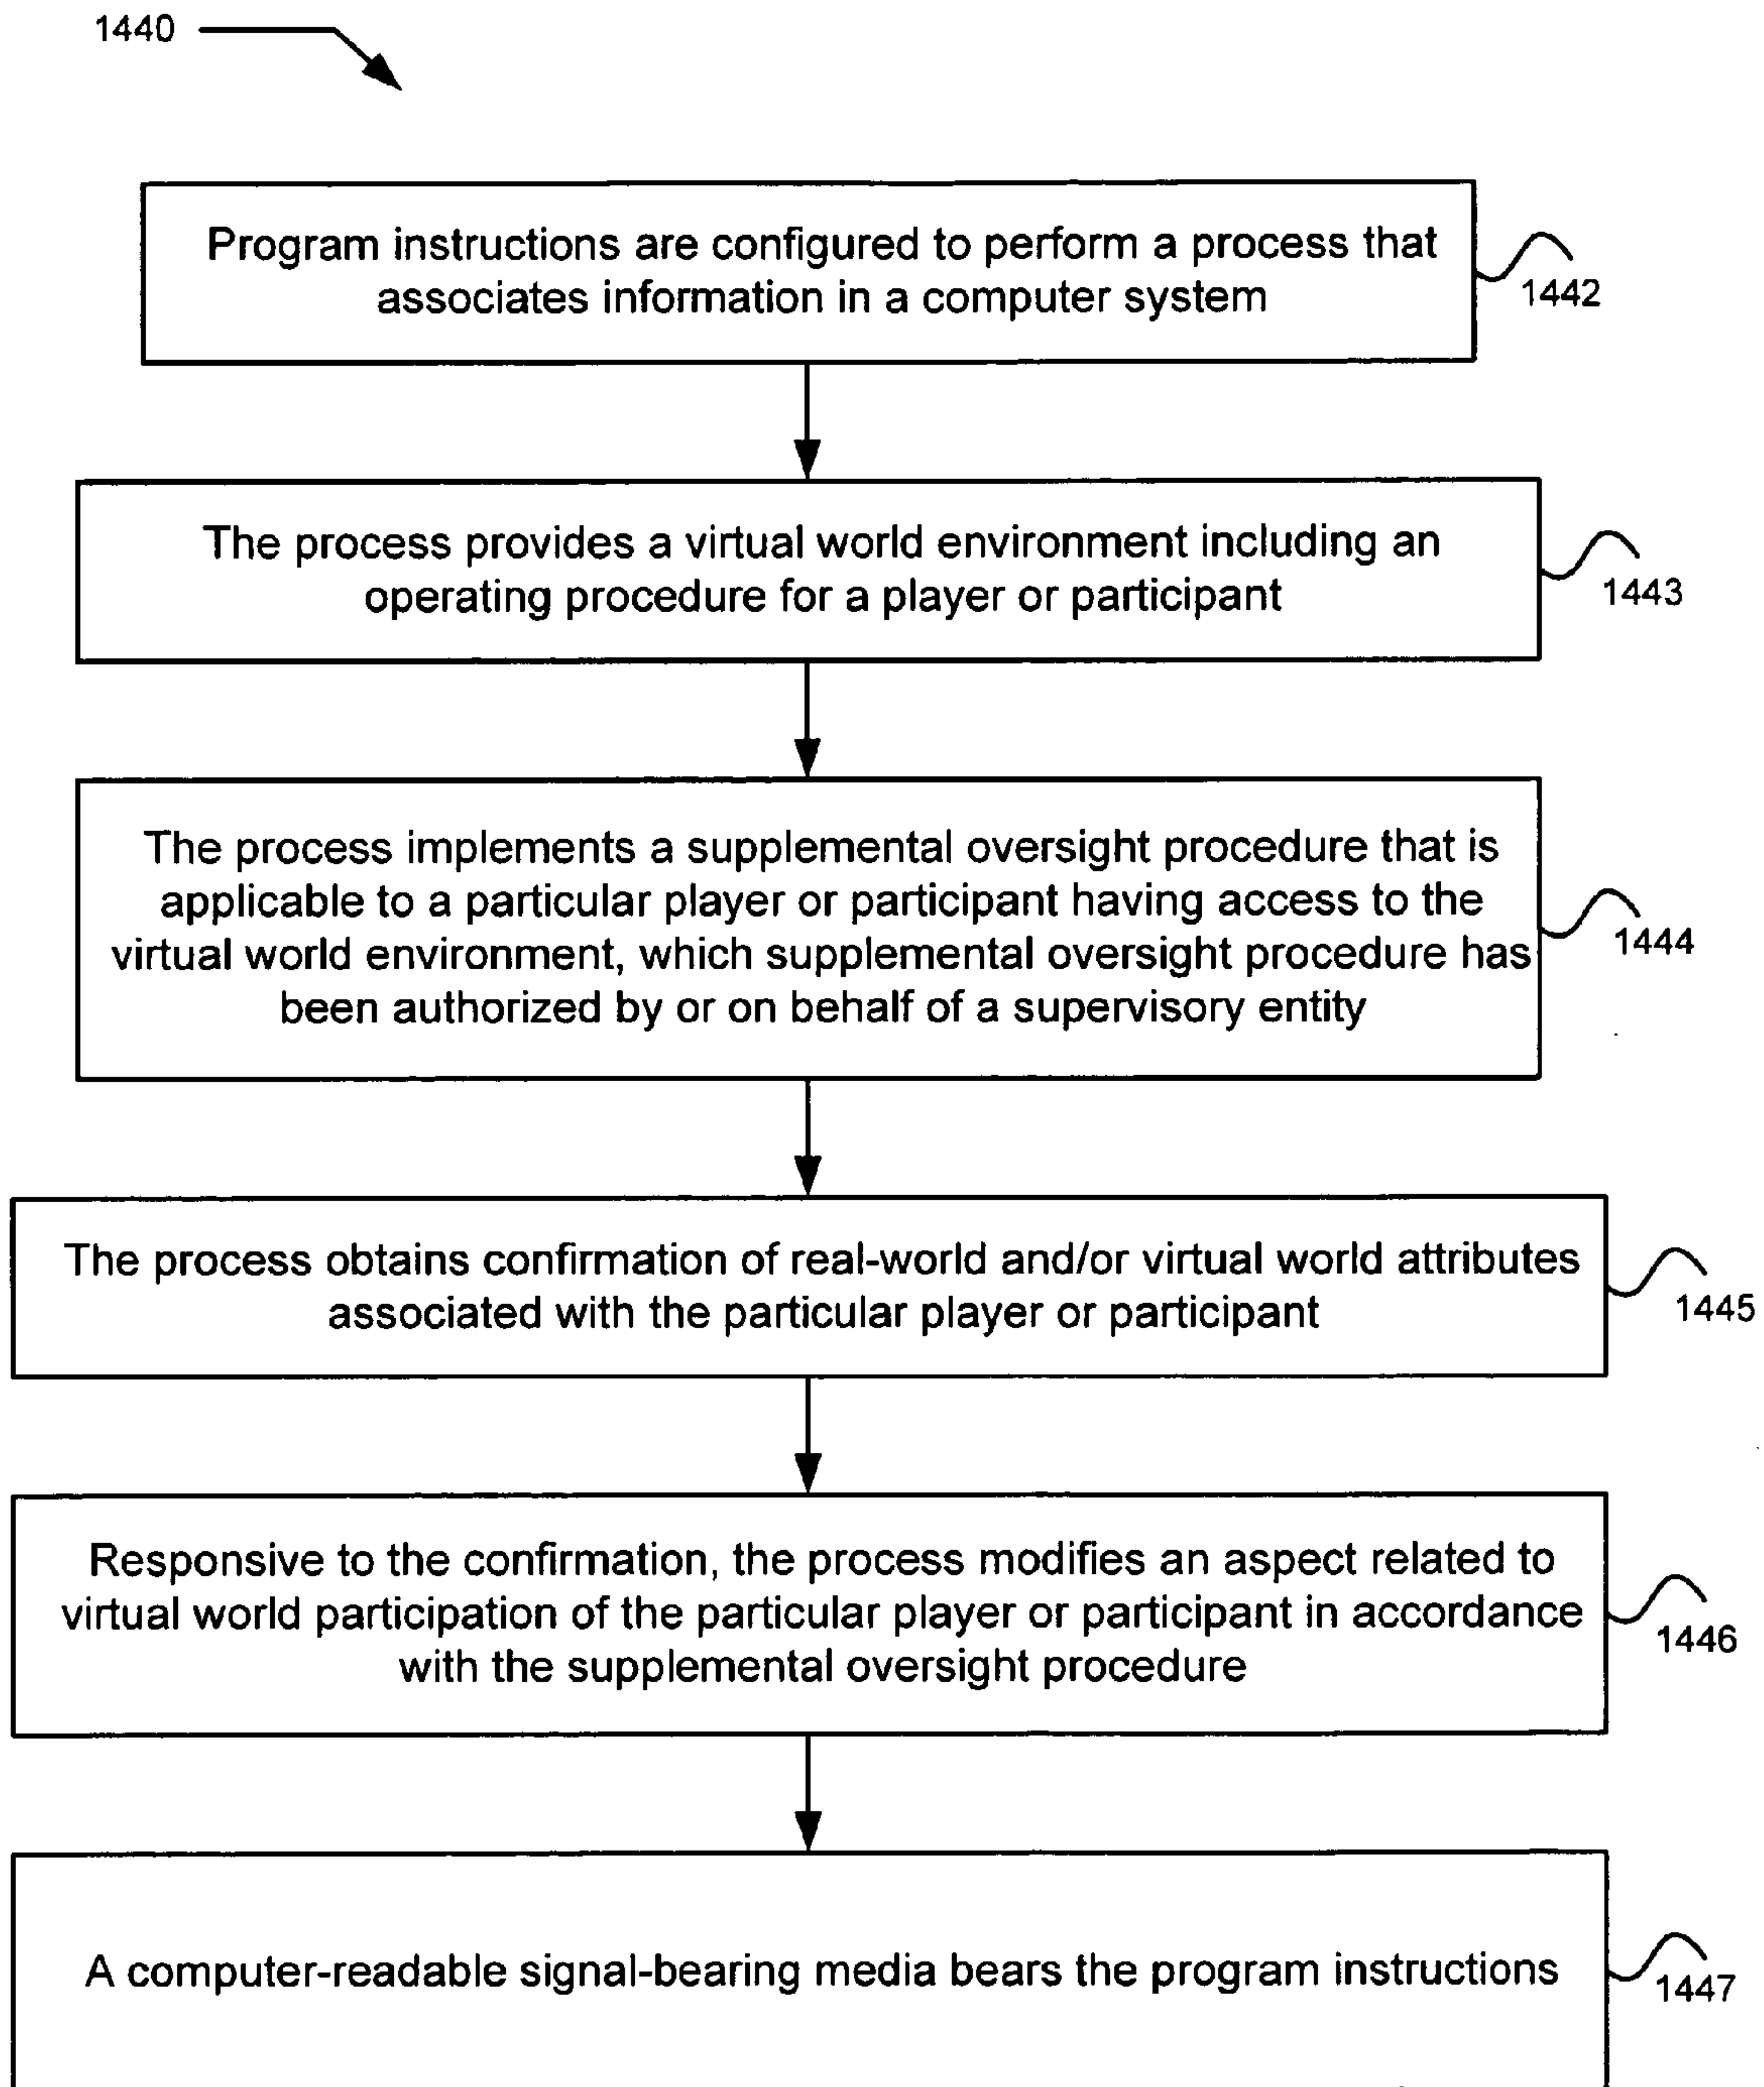 1440
Program instructions are configured to perform a process that
associates information in a computer system
1442
The process provides a virtual world environment including an
operating procedure for a player or participant
1443
The process implements a supplemental oversight procedure that is
applicable to a particular player or participant having access to the
virtual world environment, which supplemental oversight procedure has
been authorized by or on behalf of a supervisory entity
1444
The process obtains confirmation of real-world and/or virtual world attributes
associated with the particular player or participant
1445
Responsive to the confirmation, the process modifies an aspect related to
virtual world participation of the particular player or participant in accordance
with the supplemental oversight procedure
1446
A computer-readable signal-bearing media bears the program instructions
1447